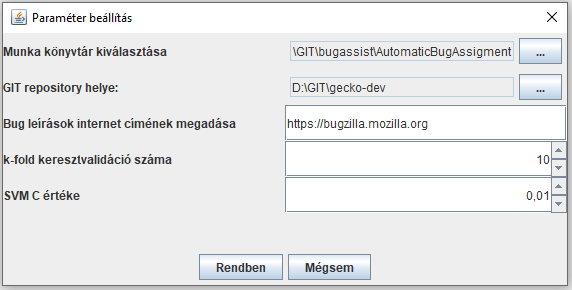 Paraméter beállítás
Munka könyvtár kiválasztása \GIT\bugassist\AutomaticBugAssigment ...
GIT repository helye: D:\GIT\gecko-dev ...
Bug leírások internet címének megadása https://bugzilla.mozilla.org
k-fold keresztvalidáció száma 10
SVM C értéke 0,01
Rendben Mégsem